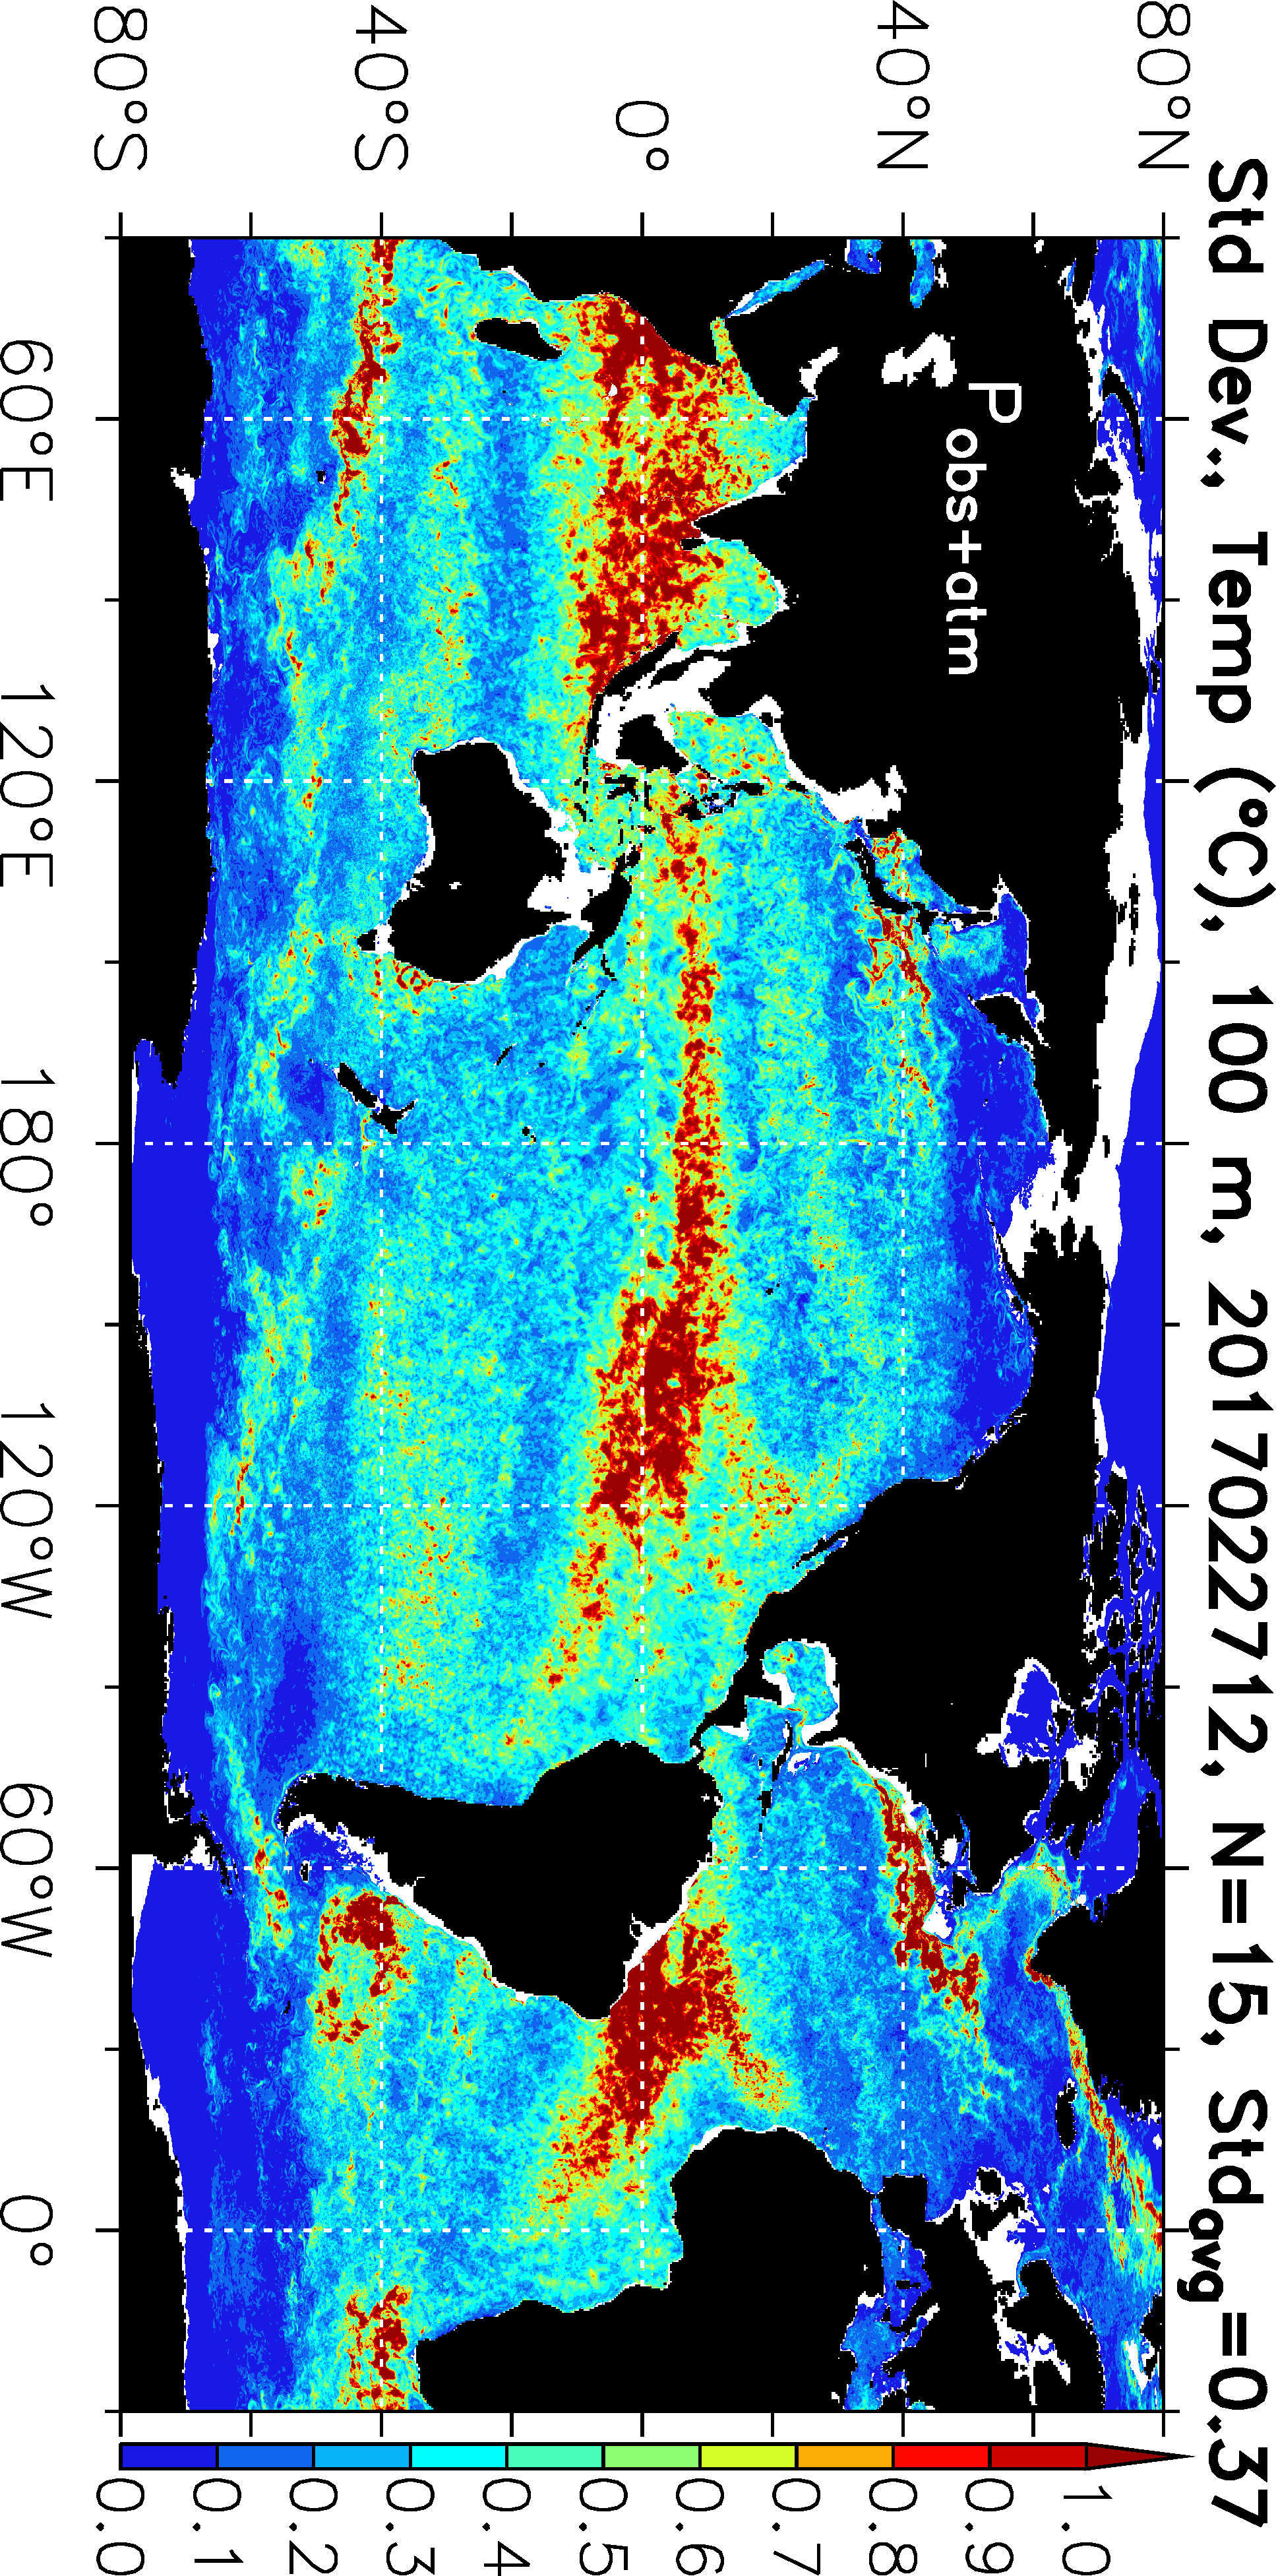 Std Dev., Temp (°C), 100 m, 2017022712, N=15, Std avg =0.37
80°N
40°N
0°
40°S
80°S
P obs+atm
60°E 120°E 180° 120°W 60°W 0°
0.0 0.1 0.2 0.3 0.4 0.5 0.6 0.7 0.8 0.9 1.0